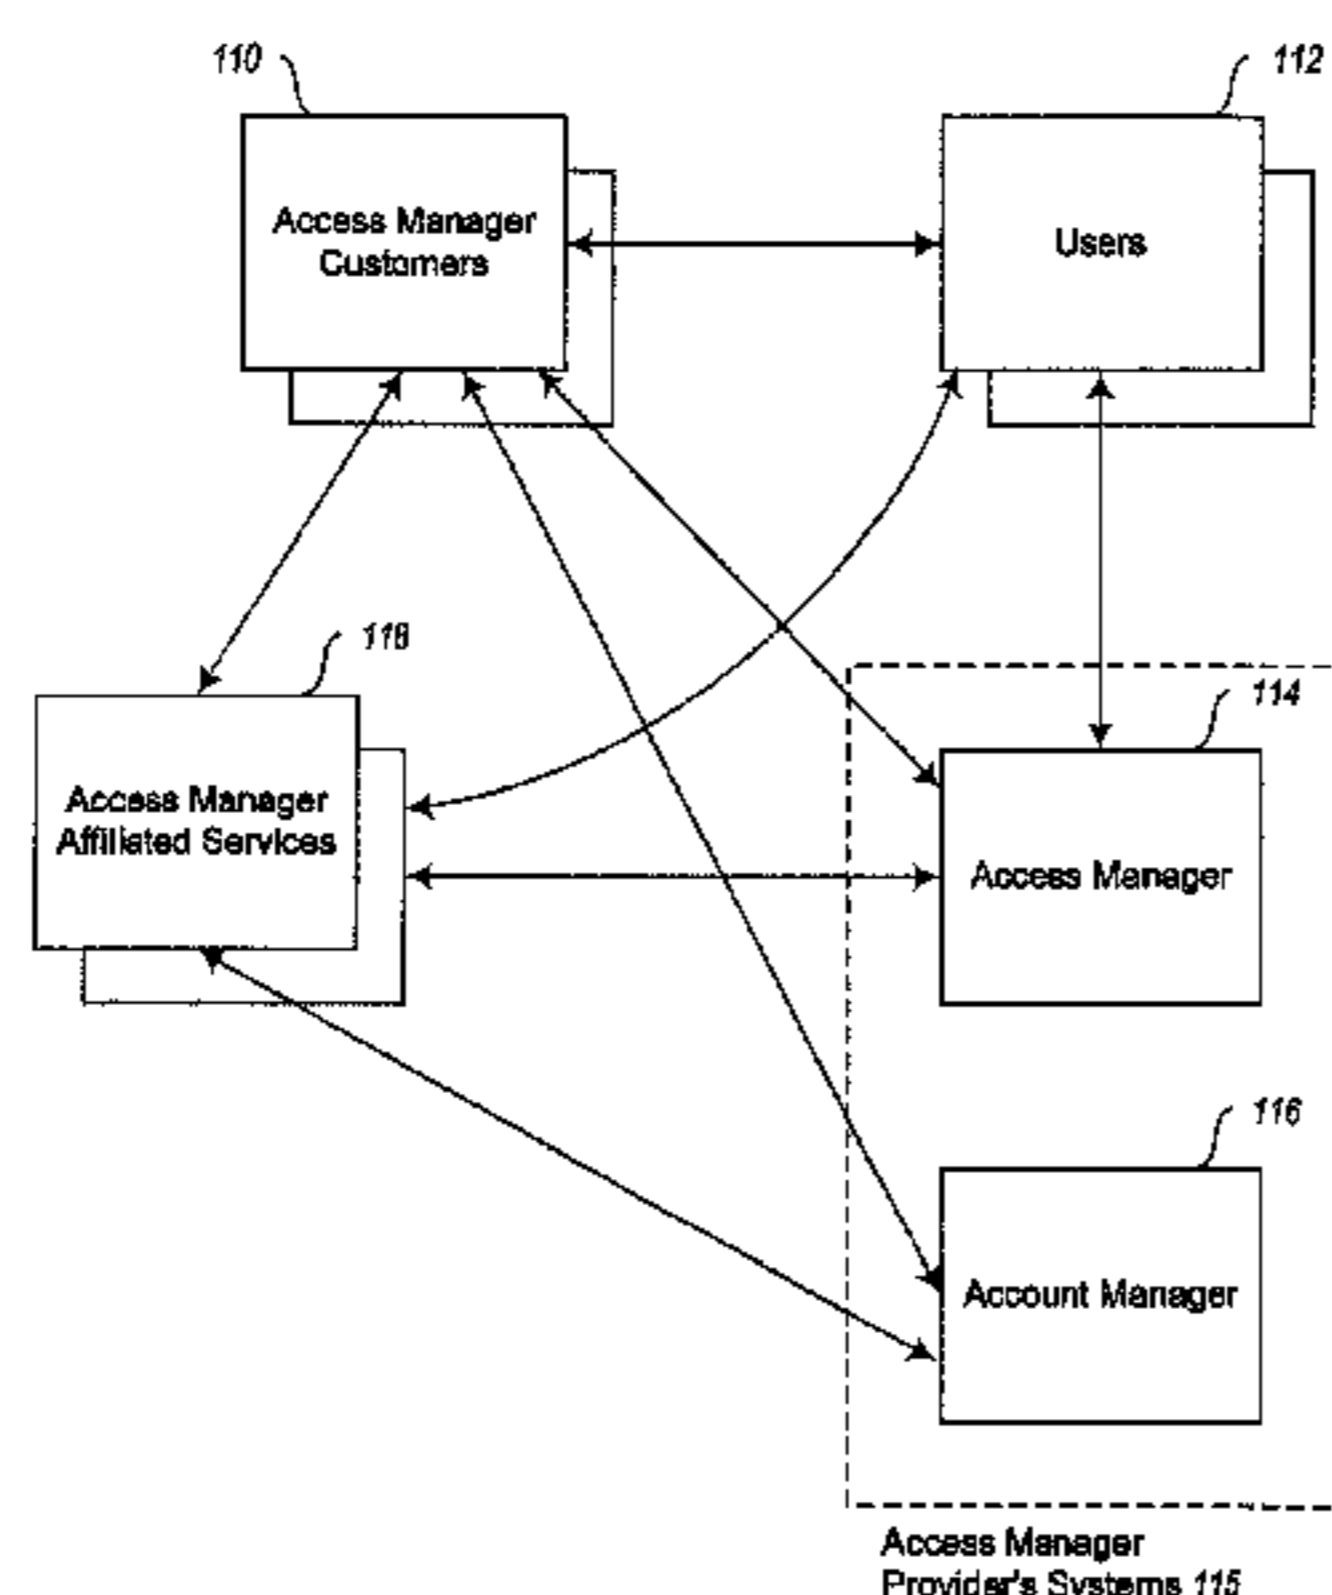 110
112
Access Manager
Customers
Users
118
114
Access Manager
Affiliated Services
Access Manager
116
Account Manager
Access Manager
Provider's Systems 115